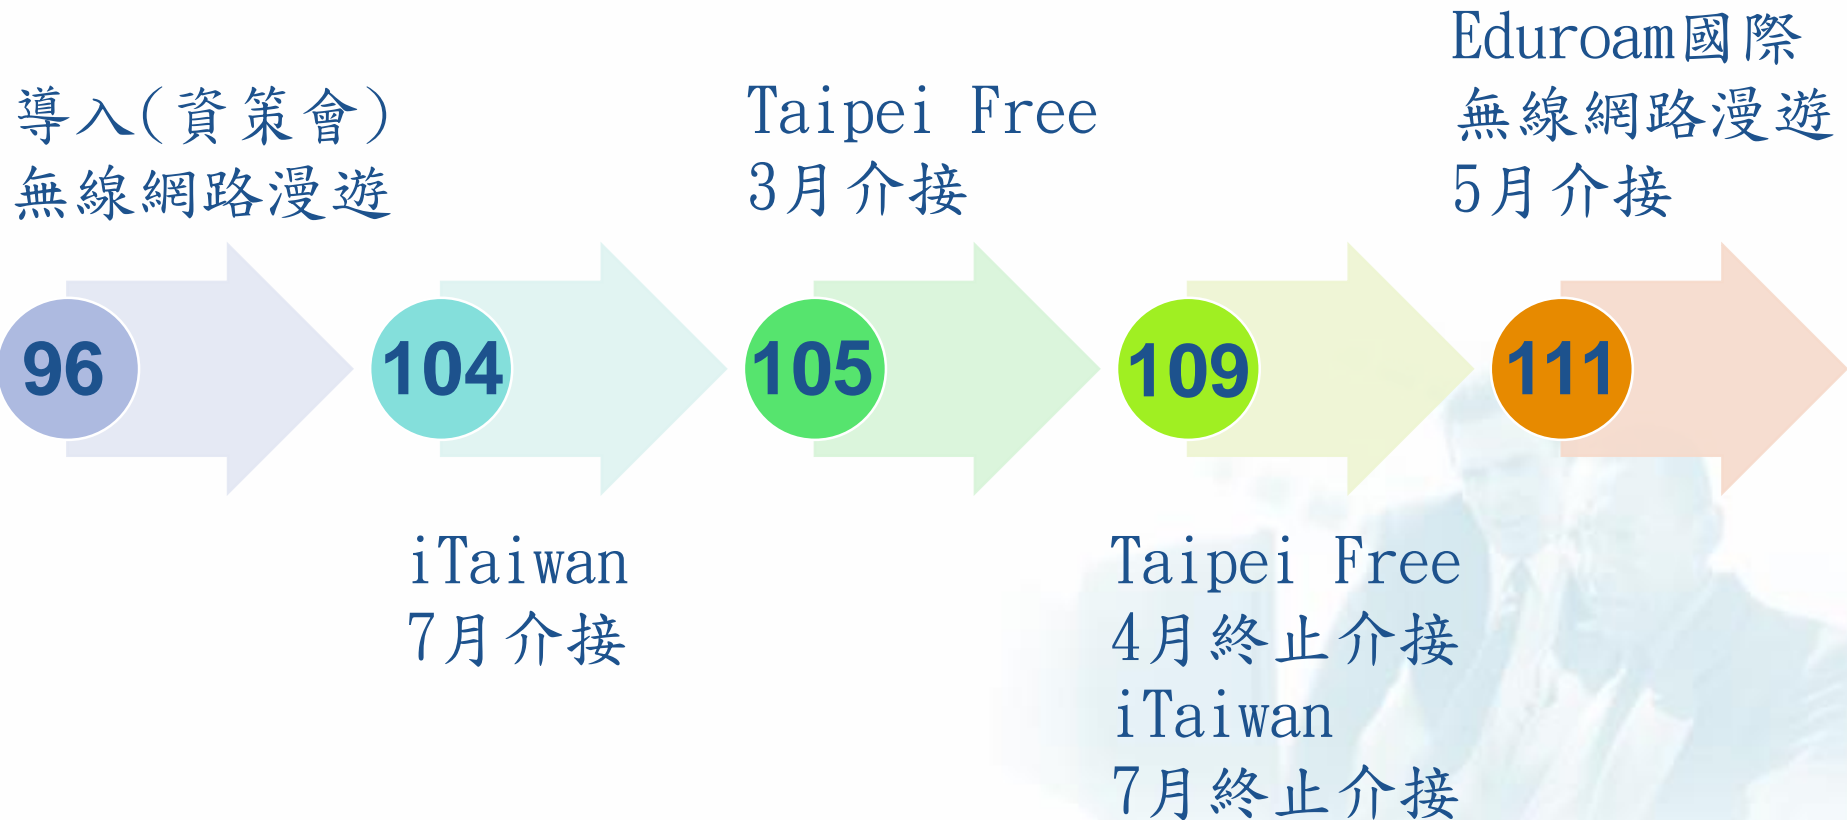 導入(資策會)
無線網路漫遊
96
iTaiwan
7月介接
104
Taipei Free
3月介接
105
Taipei Free
4月終止介接
iTaiwan
7月終止介接
109
Eduroam國際
無線網路漫遊
5月介接
111